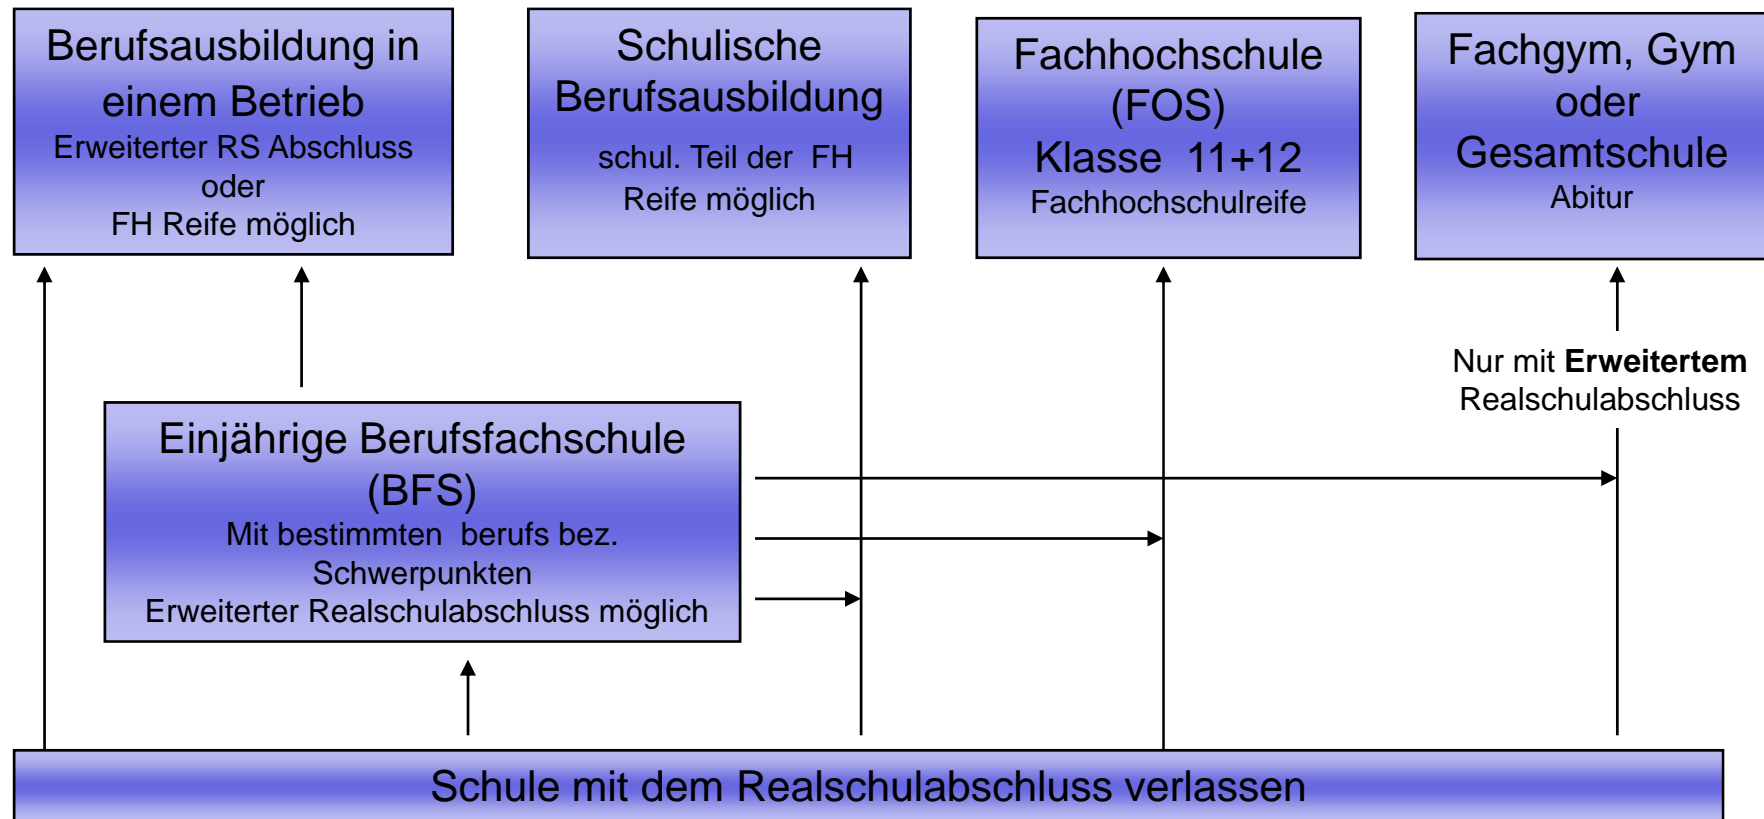 Berufsausbildung in
einem Betrieb
Erweiterter RS Abschluss
oder
FH Reife möglich
Schulische
Berufsausbildung
schul. Teil der FH
Reife möglich
Fachhochschule
(FOS)
Klasse 11+12
Fachhochschulreife
Fachgym, Gym
oder
Gesamtschule
Abitur
Nur mit Erweitertem
Realschulabschluss
Einjährige Berufsfachschule
(BFS)
Mit bestimmten berufs bez.
Schwerpunkten
Erweiterter Realschulabschluss möglich
Schule mit dem Realschulabschluss verlassen